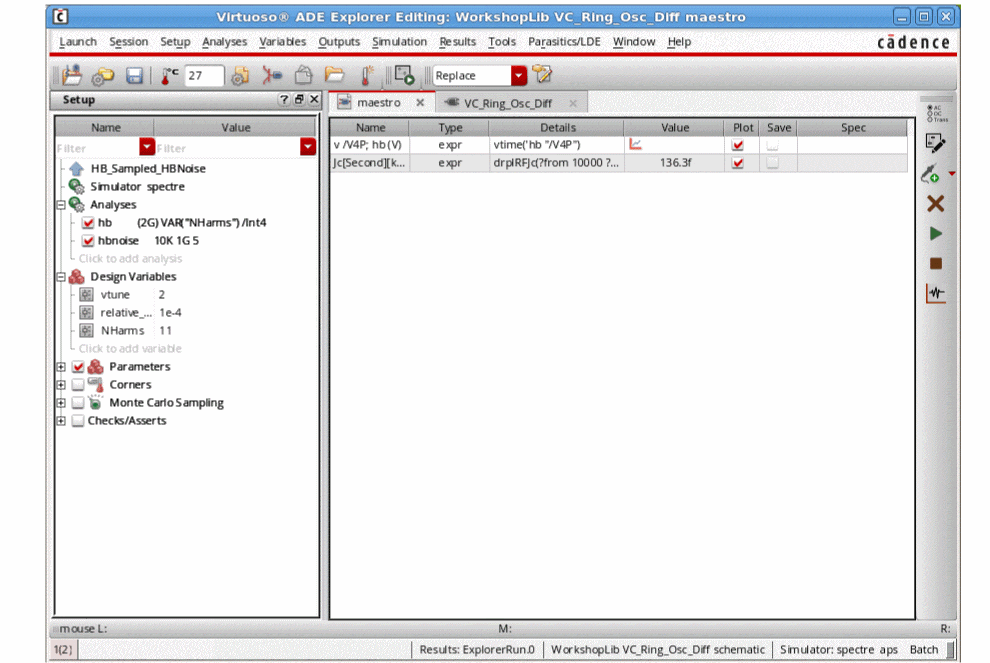 Virtuoso® ADE Explorer Editing: WorkshopLib VC_Ring_Osc_Diff maestro
Launch Session Setup Analyses Variables Outputs Simulation Results Tools Parasitics/LDE Window Help cādence
°C 27 Replace
Setup ? maestro VC_Ring_Osc_Diff
Name Value
Filter Filter
HB_Sampled_HBNoise
Simulator spectre
Analyses
hb (2G) VAR("NHarms") /Int4
hbnoise 10K 1G 5
Click to add analysis
Design Variables
vtune 2
relative_... 1e-4
NHarms 11
Click to add variable
Parameters
Corners
Monte Carlo Sampling
Checks/Asserts
Name Type Details Value Plot Save Spec
v /V4P; hb (V) expr vtime('hb "/V4P")
Jc[Second][k... expr drplRFJc(?from 10000 ?... 136.3f
AC
DC
Trans
mouse L: M: R:
1(2) Results: ExplorerRun.0 WorkshopLib VC_Ring_Osc_Diff schematic Simulator: spectre aps Batch